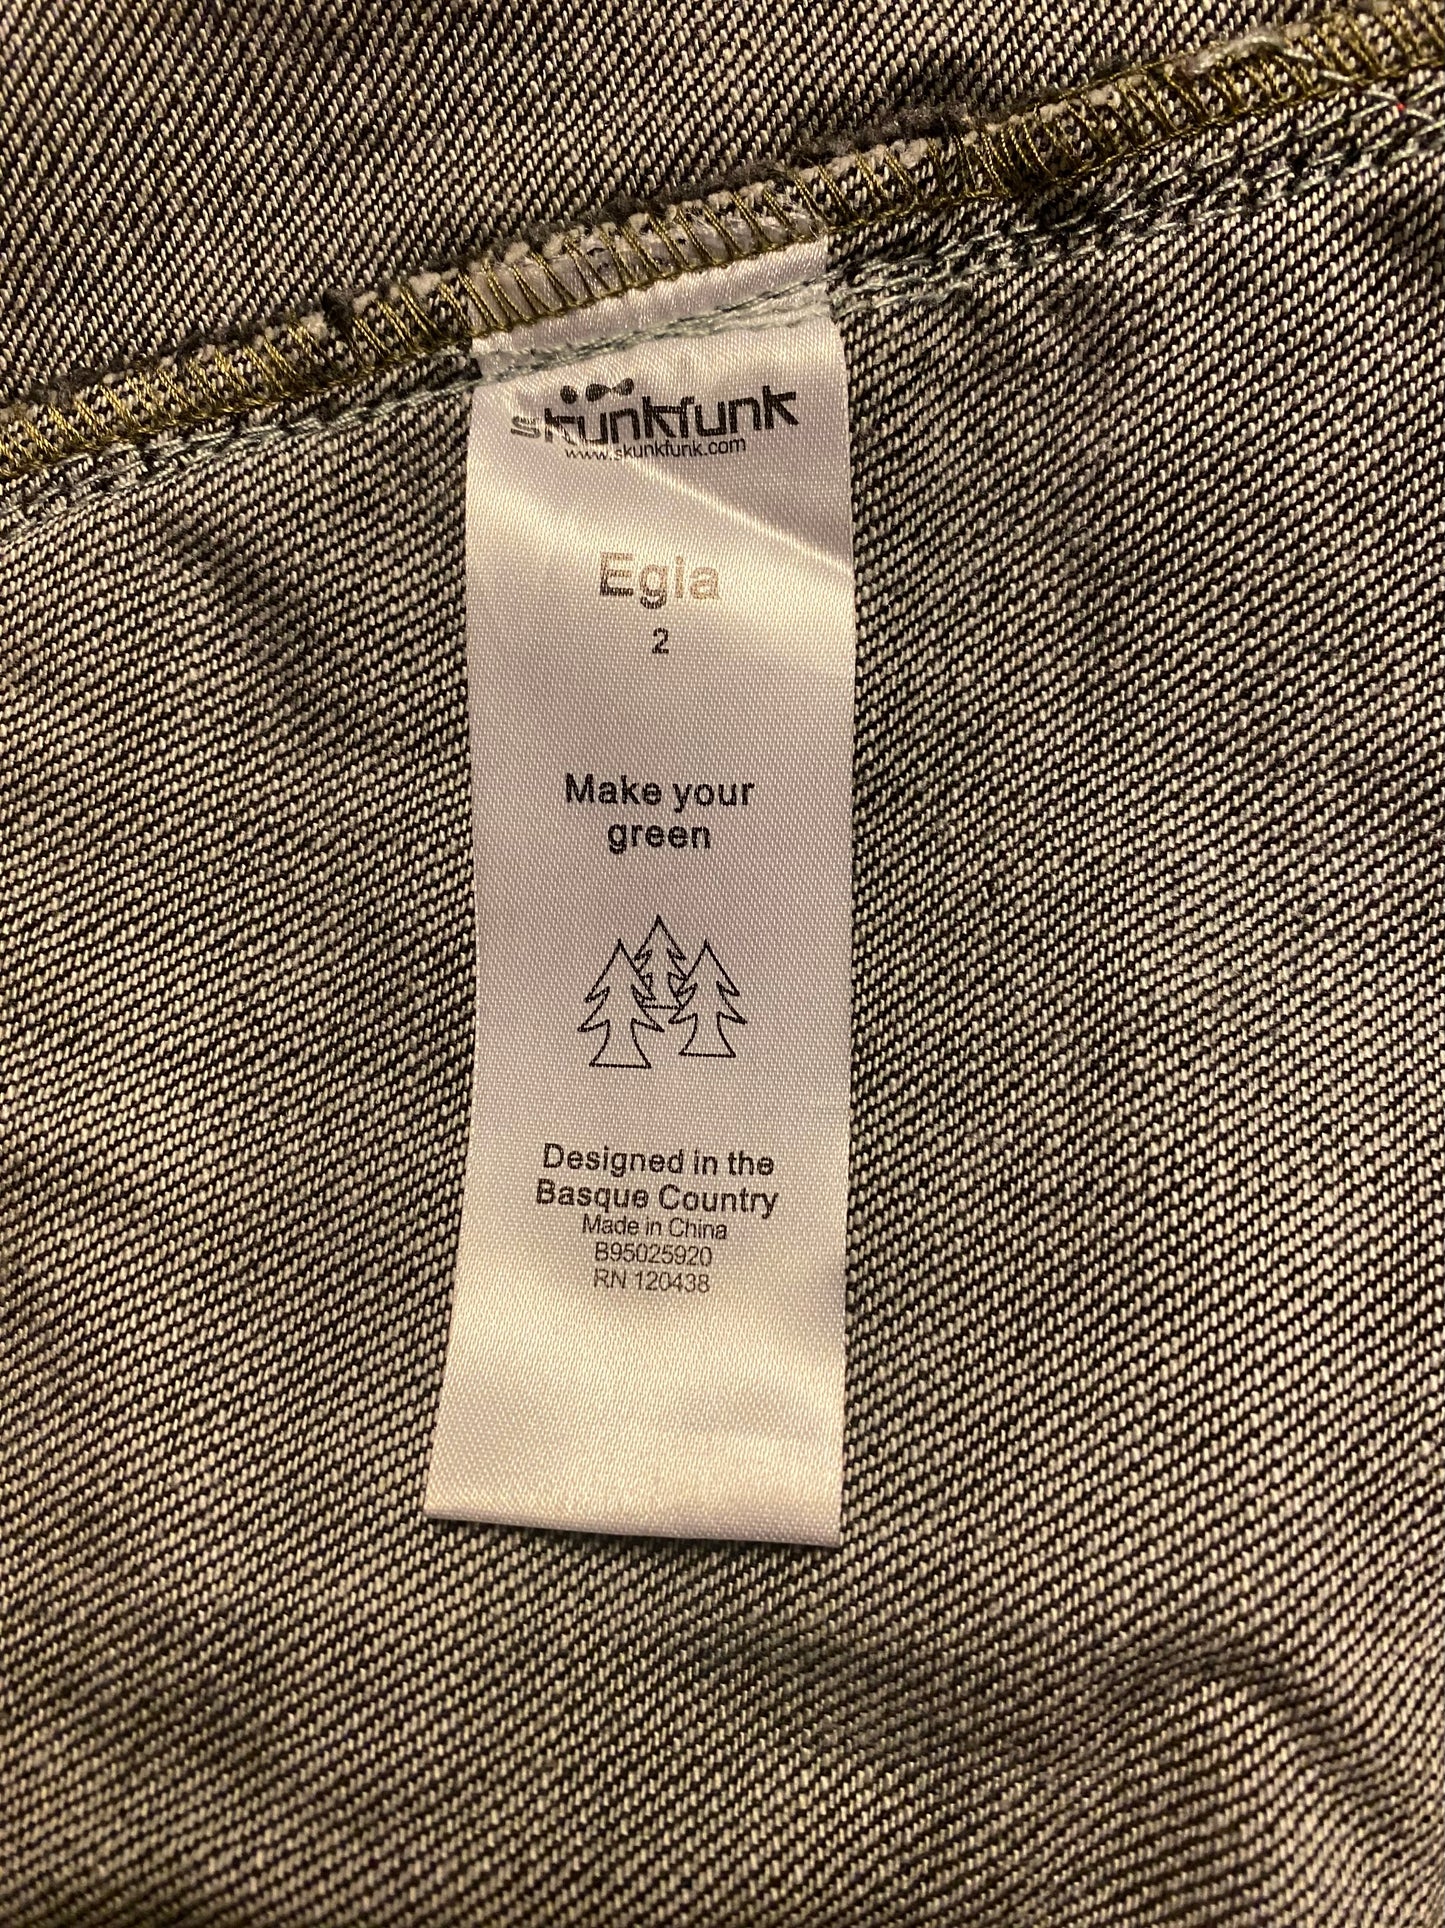 skunkfunk
www.skunkfunk.com
Egia
2
Make your
green
Designed in the
Basque Country
Made in China
B95025920
RN 120438